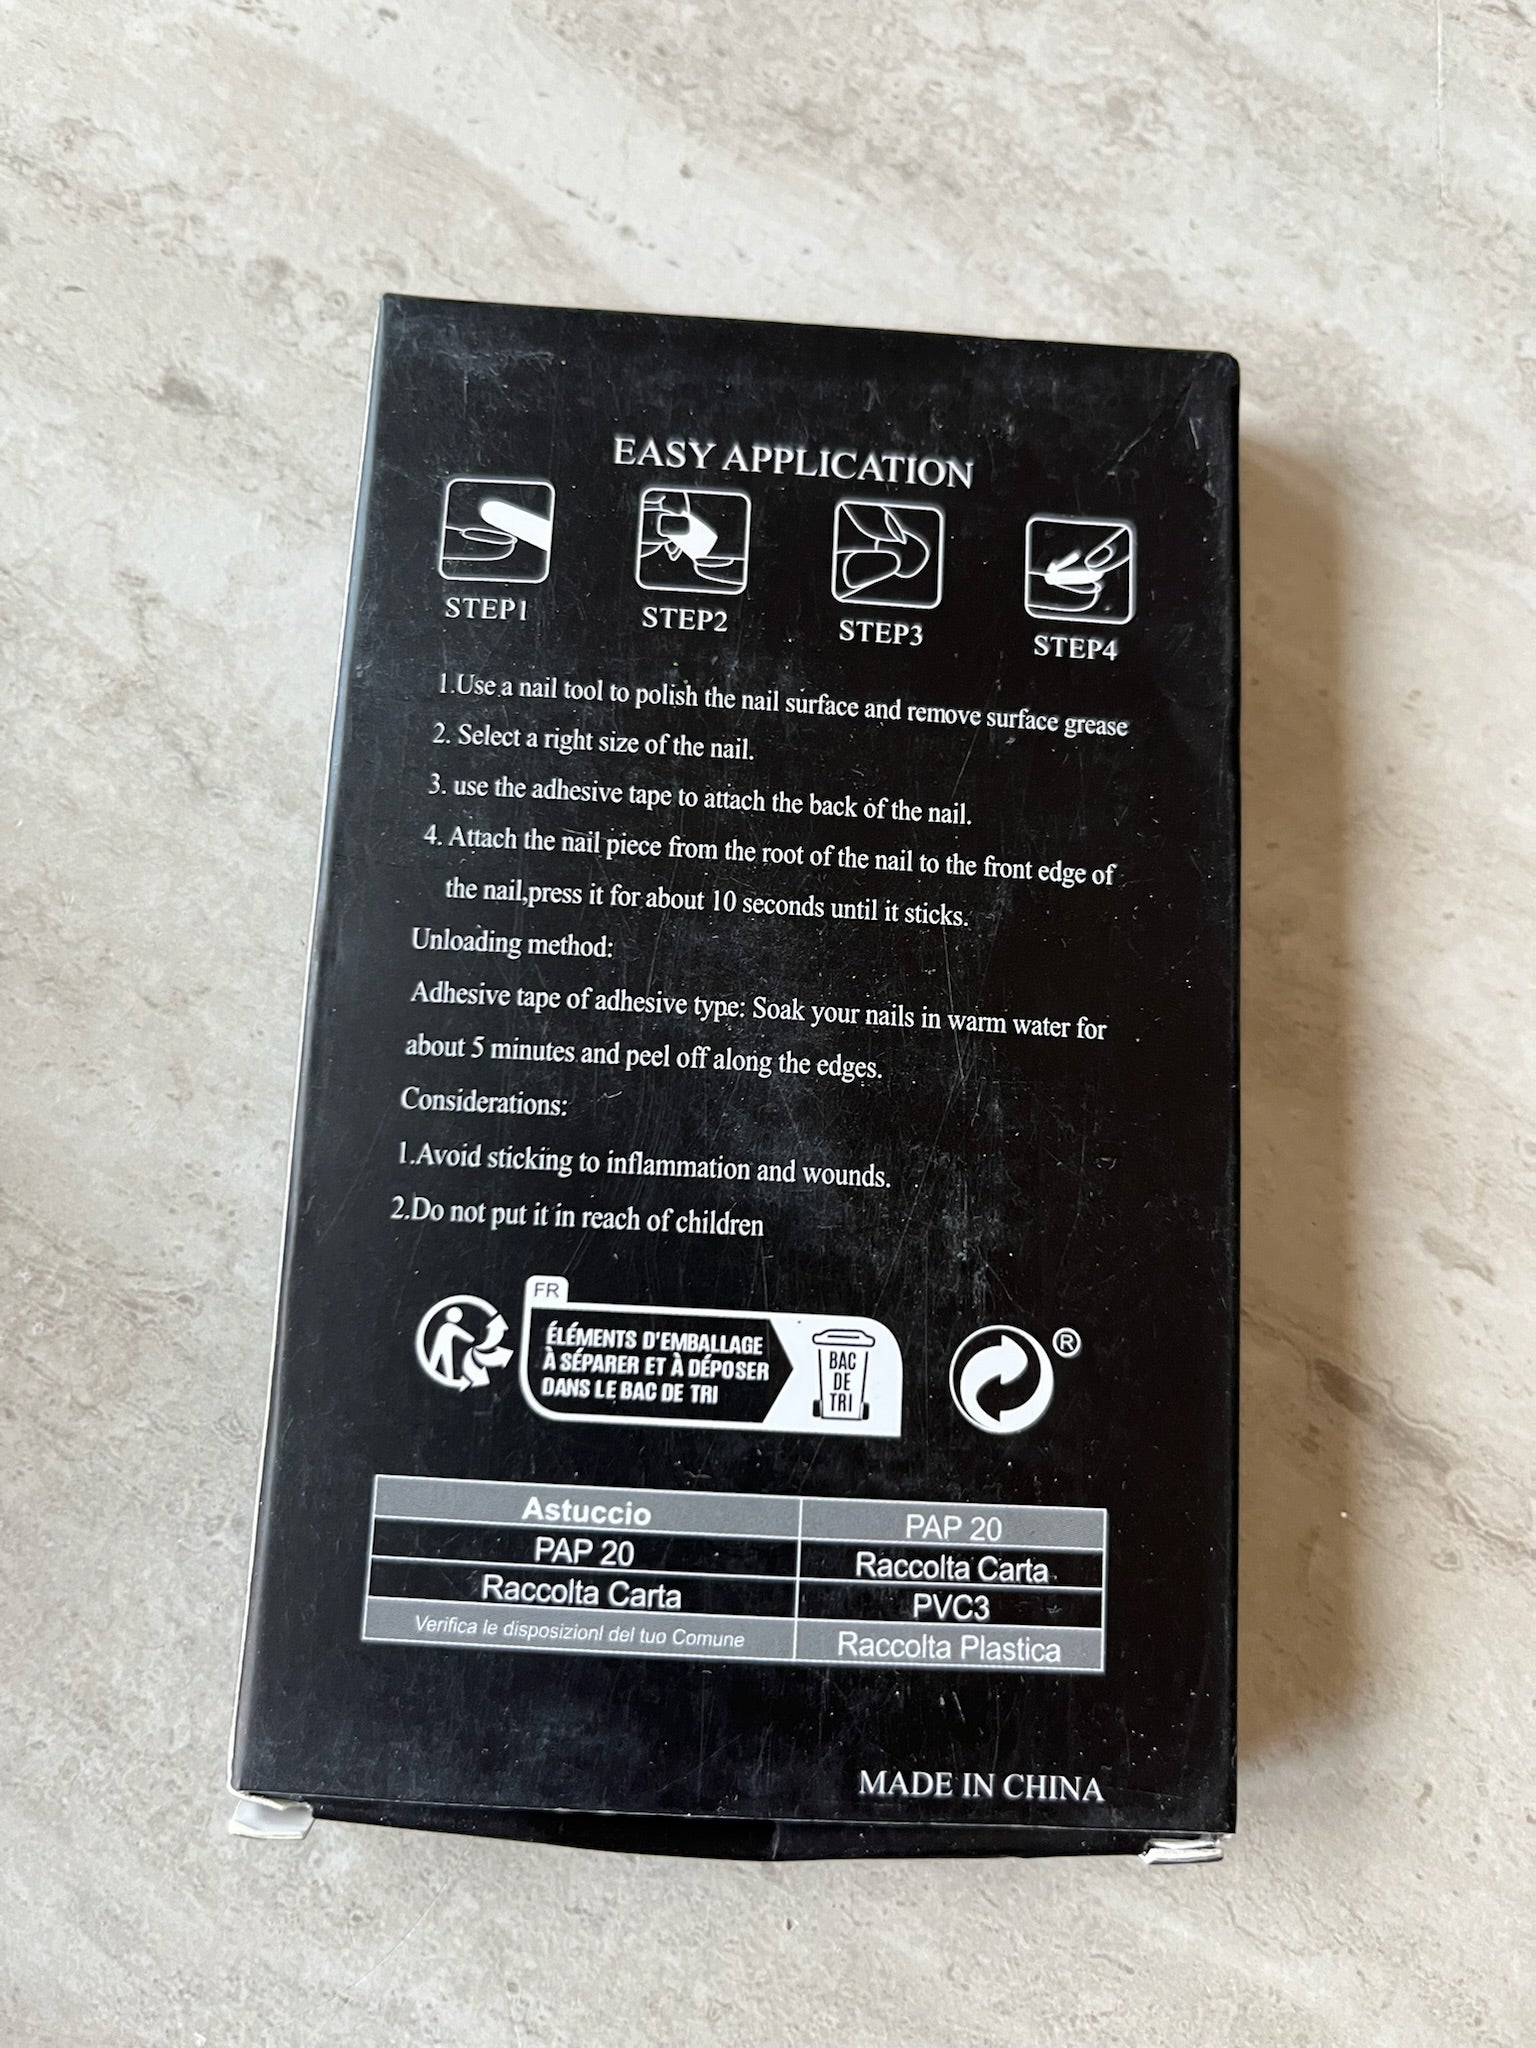 EASY APPLICATION
STEP1 STEP2 STEP3 STEP4
1.Use a nail tool to polish the nail surface and remove surface grease
2. Select a right size of the nail.
3. use the adhesive tape to attach the back of the nail.
4. Attach the nail piece from the root of the nail to the front edge of
the nail,press it for about 10 seconds until it sticks.
Unloading method:
Adhesive tape of adhesive type: Soak your nails in warm water for
about 5 minutes and peel off along the edges.
Considerations:
1.Avoid sticking to inflammation and wounds.
2.Do not put it in reach of children
FR
ÉLÉMENTS D'EMBALLAGE
À SÉPARER ET À DÉPOSER
DANS LE BAC DE TRI
BAC
DE
TRI
®
Astuccio
PAP 20
Raccolta Carta
Verifica le disposizioni del tuo Comune
PAP 20
Raccolta Carta
PVC3
Raccolta Plastica
MADE IN CHINA